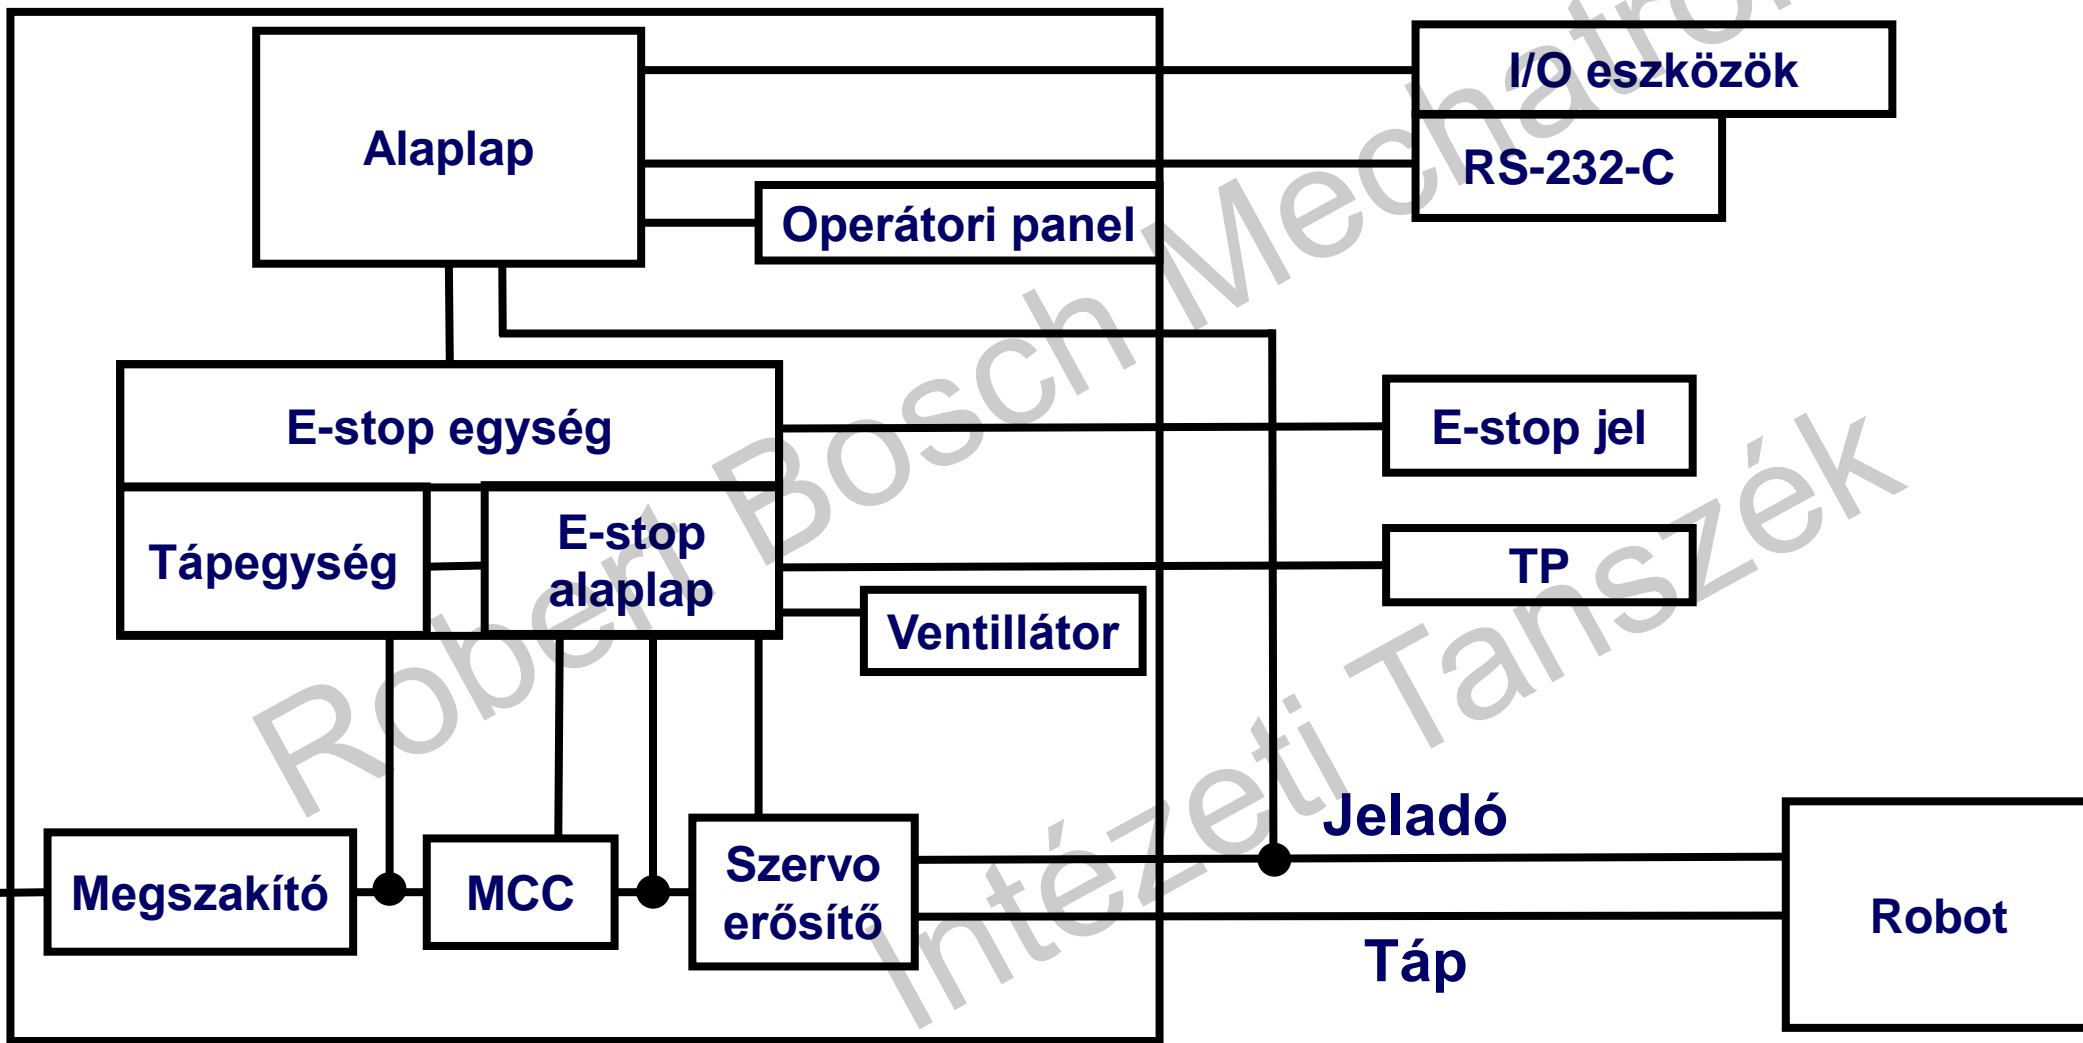 I/O eszközök
Alaplap
RS-232-C
Operátori panel
E-stop egység
E-stop jel
Tápegység
E-stop
alaplap
TP
Ventillátor
Jeladó
Megszakító
MCC
Szervo
erősítő
Robot
Táp
Robert Bosch
Intézeti Tanszék